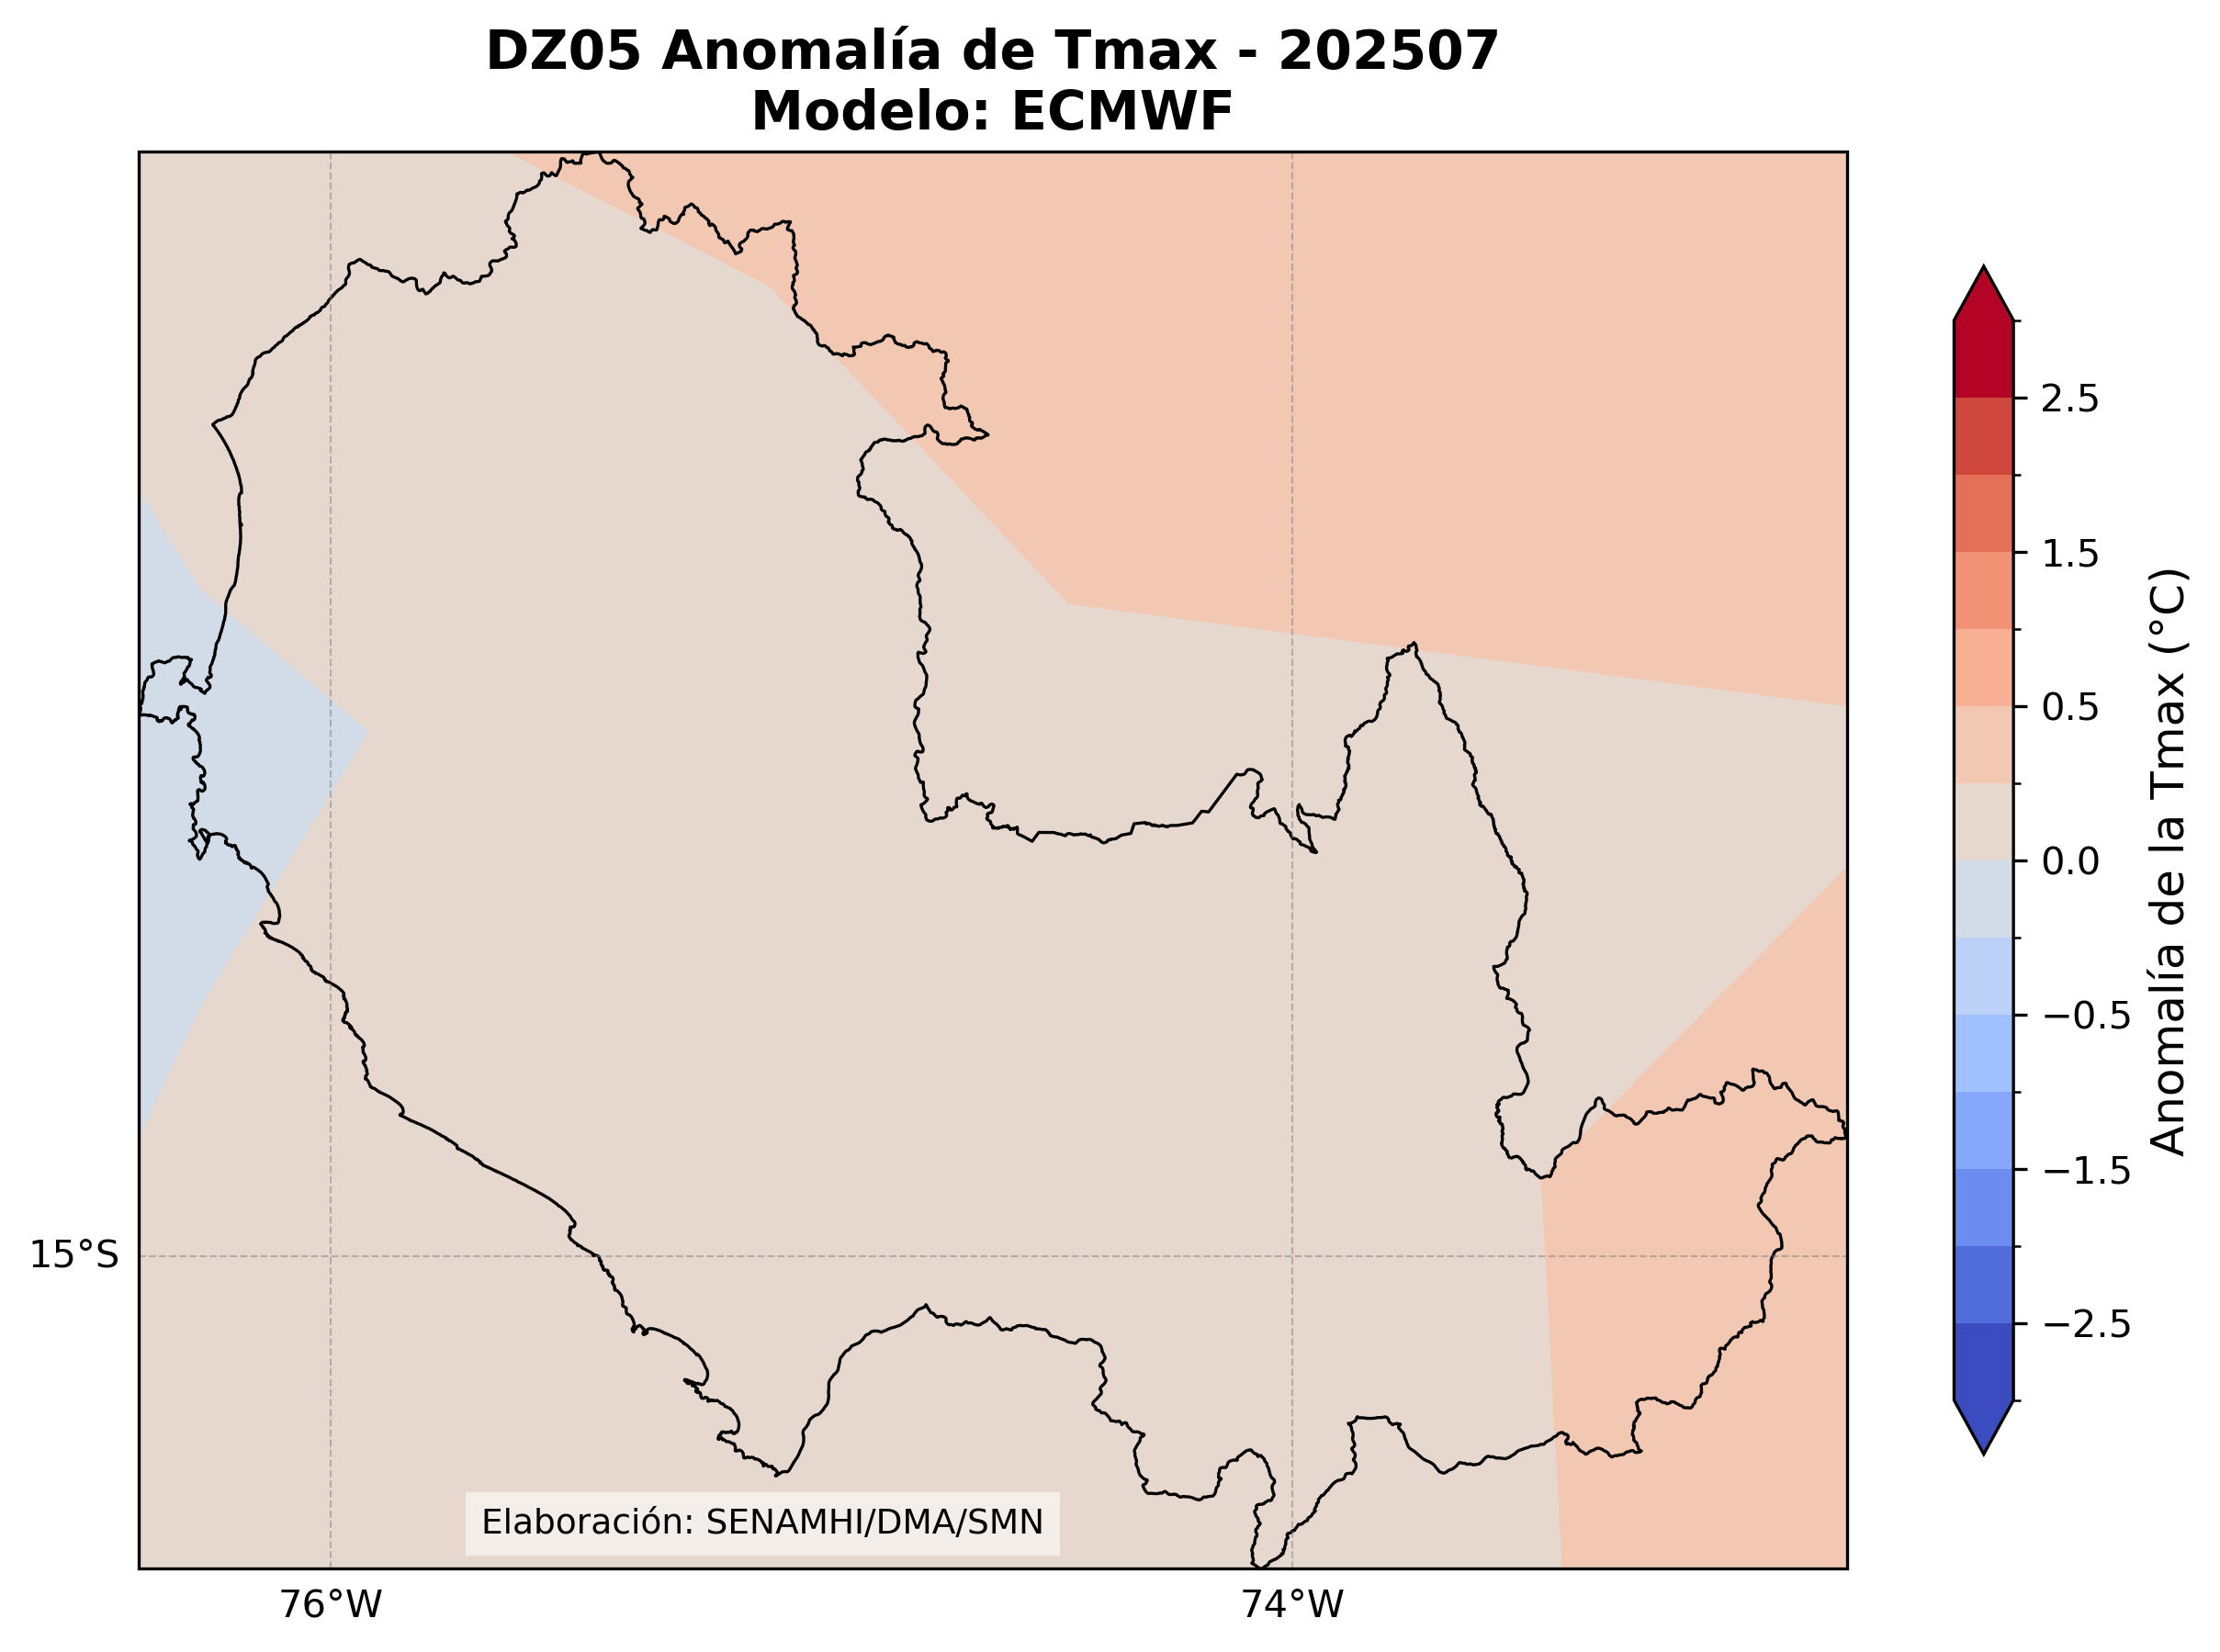 DZ05 Anomalía de Tmax - 202507
Modelo: ECMWF
2.5
1.5
0.5
0.0
−0.5
−1.5
−2.5
Anomalía de la Tmax (°C)
15°S
Elaboración: SENAMHI/DMA/SMN
76°W
74°W